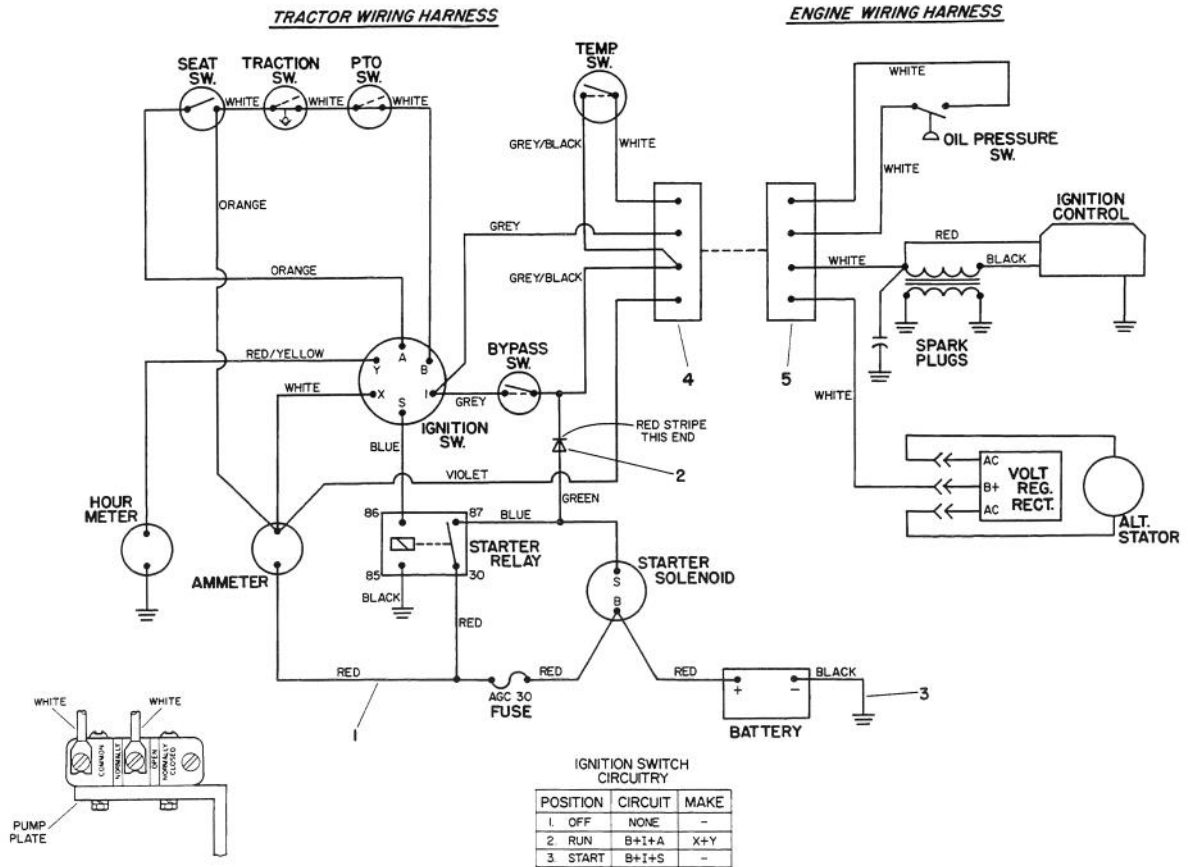 TRACTOR WIRING HARNESS
ENGINE WIRING HARNESS
SEAT
SW.
TRACTION
SW.
PTO
SW.
TEMP.
SW.
WHITE
WHITE
WHITE
WHITE
OIL PRESSURE
SW.
GREY/BLACK
WHITE
WHITE
ORANGE
IGNITION
CONTROL
GREY
RED
ORANGE
GREY/BLACK
WHITE
BLACK
RED/YELLOW
A
Y
B
BYPASS
SW.
4
5
SPARK
PLUGS
WHITE
X
I
S
GREY
IGNITION
SW.
WHITE
BLUE
RED STRIPE
THIS END
2
VIOLET
GREEN
AC
B+
AC
VOLT
REG.
RECT.
ALT.
STATOR
HOUR
METER
86
87
BLUE
STARTER
RELAY
AMMETER
85
30
BLACK
STARTER
SOLENOID
S
B
RED
RED
RED
RED
BLACK
3
AGC 30
FUSE
1
+
−
BATTERY
WHITE
WHITE
COMMON
NORMALLY
OPEN
NORMALLY
CLOSED
PUMP
PLATE
IGNITION SWITCH
CIRCUITRY
POSITION CIRCUIT MAKE
1. OFF NONE -
2. RUN B+I+A X+Y
3. START B+I+S -